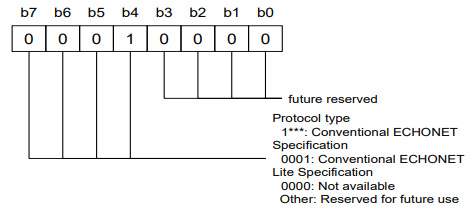 b7 b6 b5 b4 b3 b2 b1 b0
0 0 0 1 0 0 0 0
future reserved
Protocol type
1***: Conventional ECHONET
Specification
0001: Conventional ECHONET
Lite Specification
0000: Not available
Other: Reserved for future use